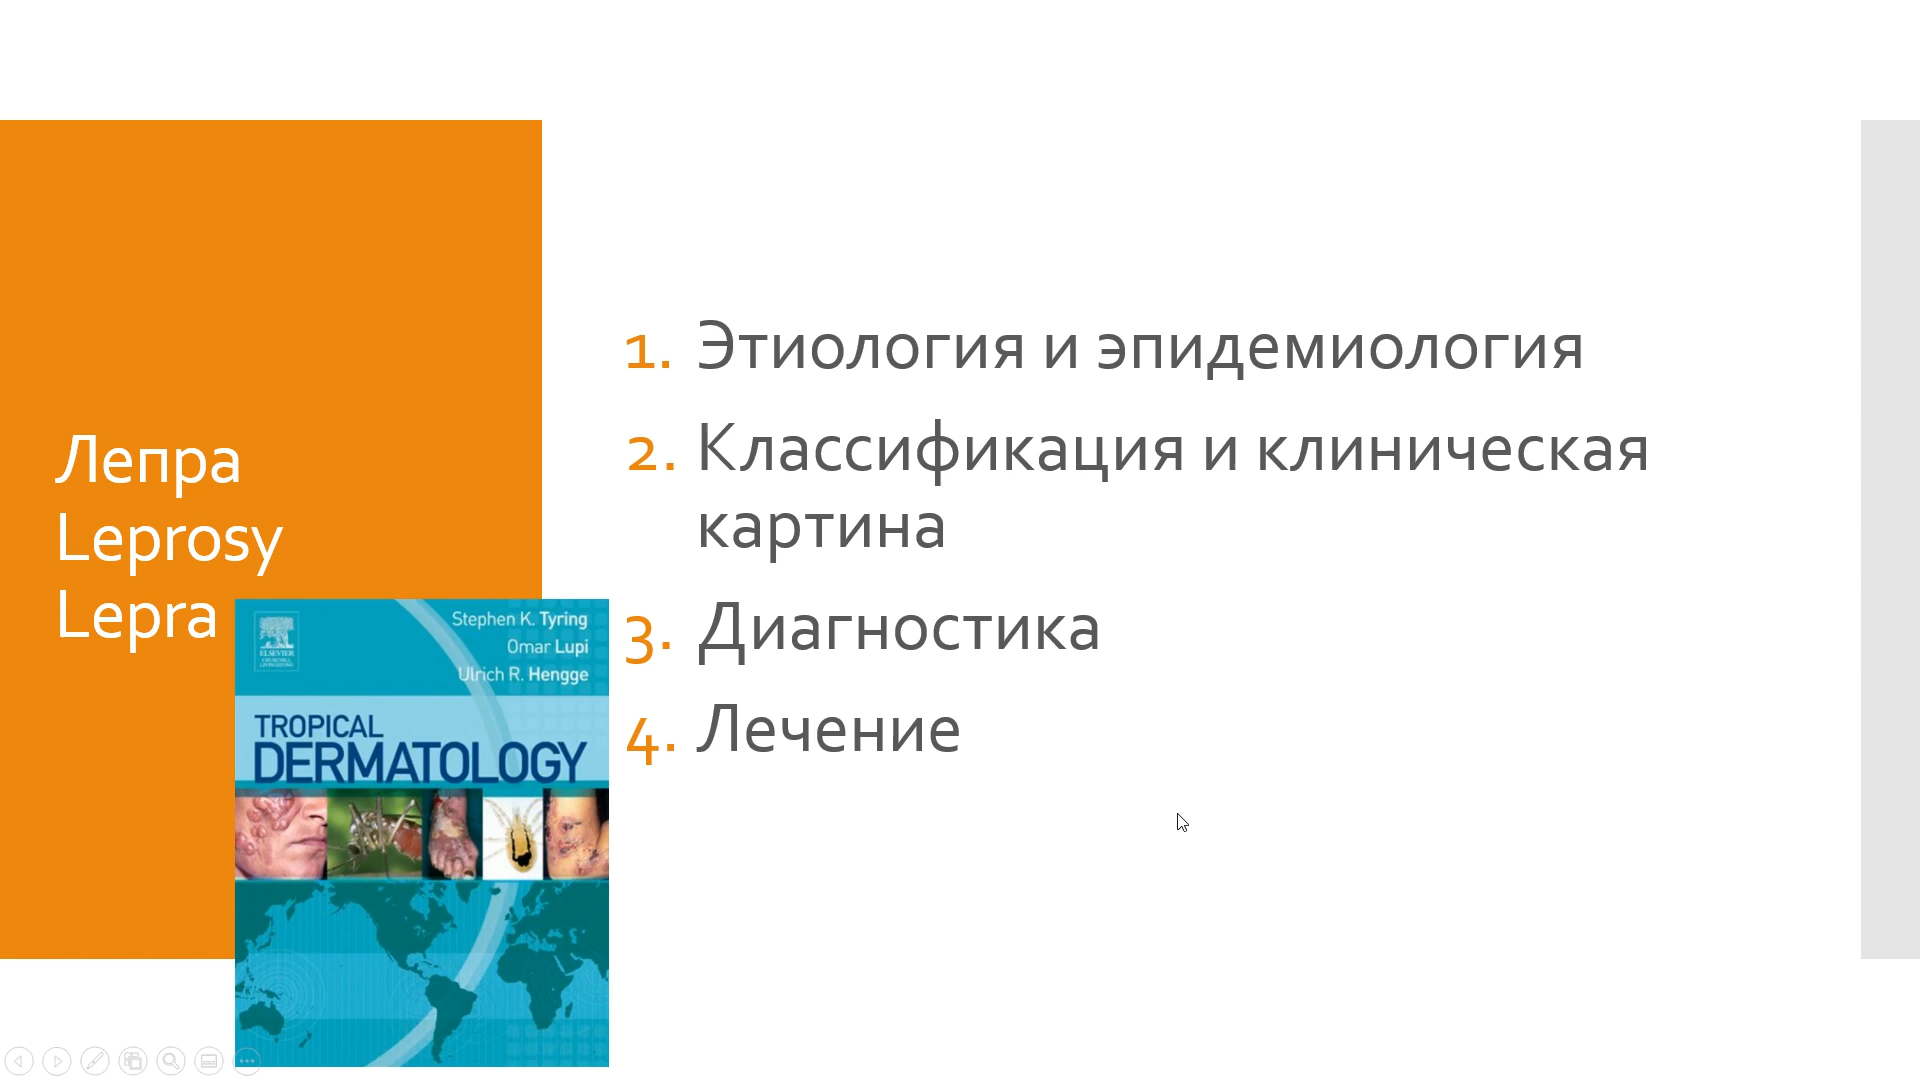 Лепра
Leprosy
Lepra
1. Этиология и эпидемиология
2. Классификация и клиническая
картина
3. Диагностика
4. Лечение
Stephen K. Tyring
Omar Lupi
Ulrich R. Hengge
ELSEVIER
TROPICAL
DERMATOLOGY